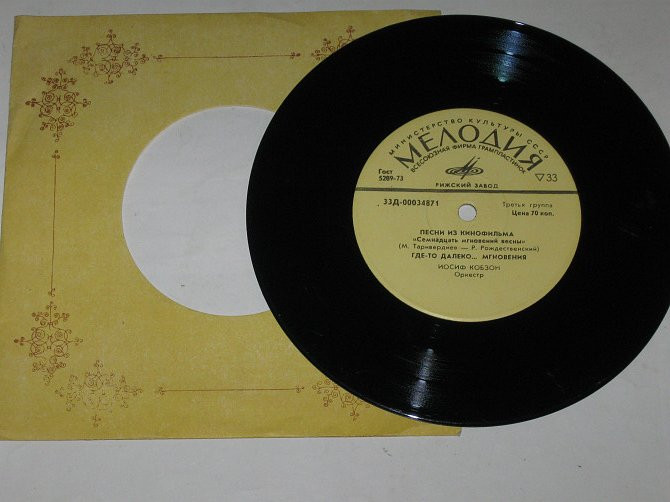 МИНИСТЕРСТВО КУЛЬТУРЫ СССР
МЕЛОДИЯ
ВСЕСОЮЗНАЯ ФИРМА ГРАМПЛАСТИНОК
Гост
5289-73
▽33
РИЖСКИЙ ЗАВОД
33Д-00034871
Третья группа
Цена 70 коп.
ПЕСНИ ИЗ КИНОФИЛЬМА
«Семнадцать мгновений весны»
(М. Таривердиев — Р. Рождественский)
ГДЕ-ТО ДАЛЕКО... МГНОВЕНИЯ
ИОСИФ КОБЗОН
Оркестр